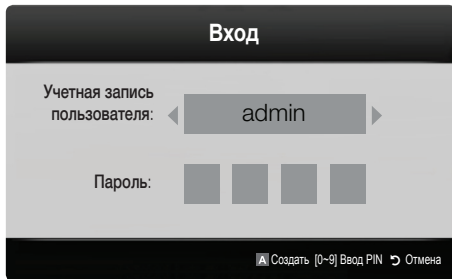 Вход
Учетная запись
пользователя:
admin
Пароль:
A Создать [0~9] Ввод PIN Отмена